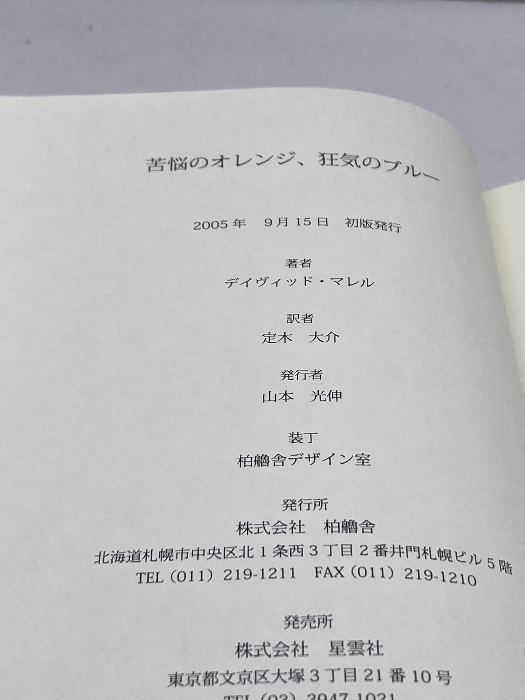 苦悩のオレンジ、狂気のブルー
2005年 9月15日 初版発行
著者
デイヴィッド・マレル
訳者
定木 大介
発行者
山本 光伸
装丁
柏艪舎デザイン室
発行所
株式会社 柏艪舎
北海道札幌市中央区北1条西3丁目2番井門札幌ビル5階
TEL (011) 219-1211 FAX (011) 219-1210
発売所
株式会社 星雲社
東京都文京区大塚3丁目21番10号
TEL (03) 3947-1021